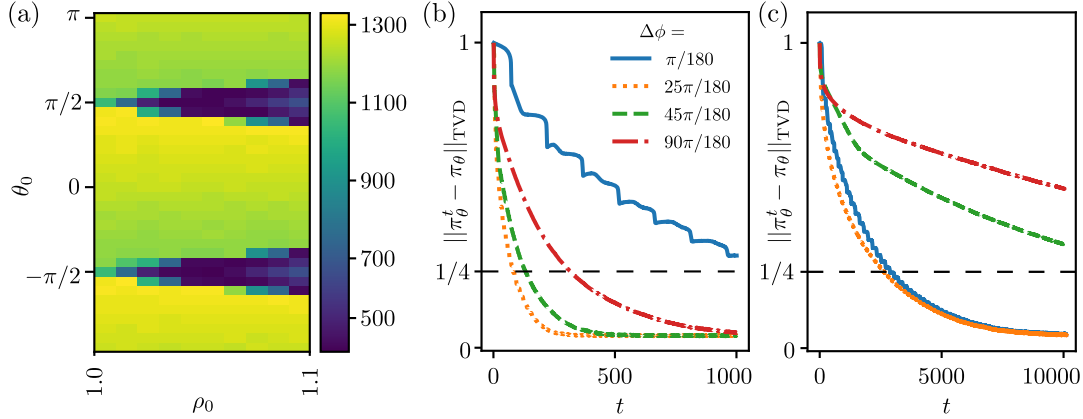 (a)
π
π/2
0
−π/2
θ₀
1.0
1.1
ρ₀
1300
1100
900
700
500
(b)
1
1/4
0
||π_θ^t − π_θ||_TVD
Δϕ =
π/180
25π/180
45π/180
90π/180
0
500
1000
t
(c)
1
1/4
0
||π_θ^t − π_θ||_TVD
0
5000
10000
t